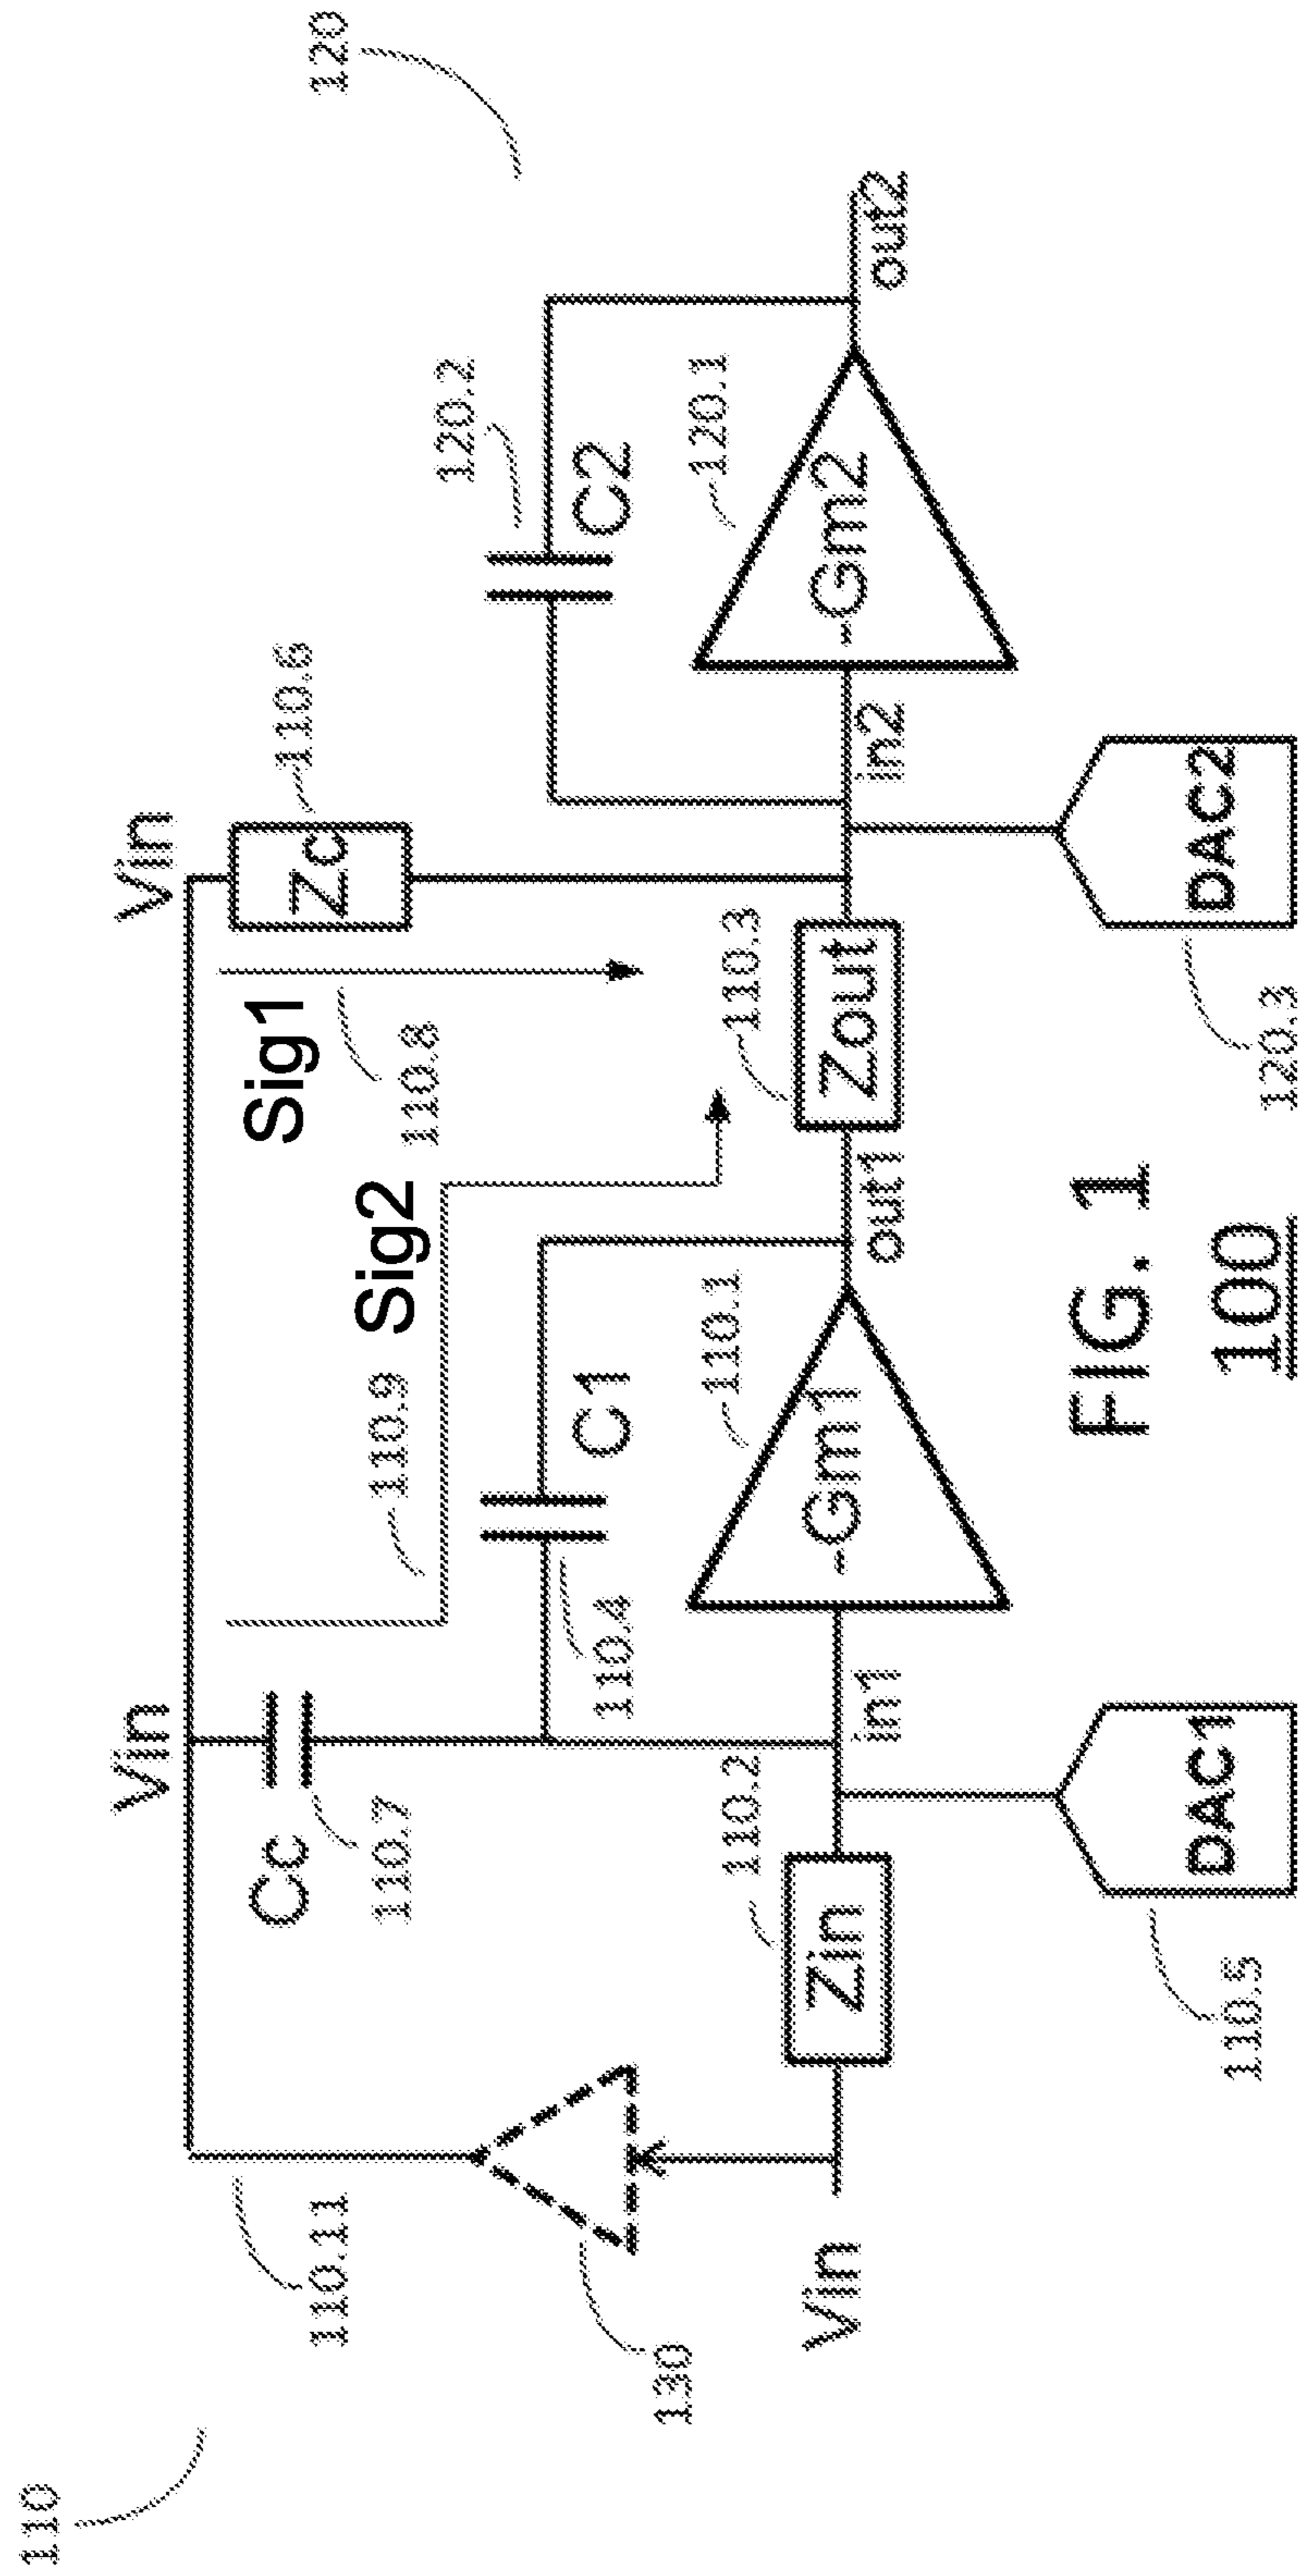 110
120
Vin
Vin
110.11
Cc
110.7
Sig1
110.8
Zc
110.6
Sig2
110.9
130
C1
110.4
C2
120.2
Vin
Zin
110.2
in1
-Gm1
110.1
out1
Zout
110.3
in2
-Gm2
120.1
out2
DAC1
110.5
DAC2
120.3
FIG. 1
100